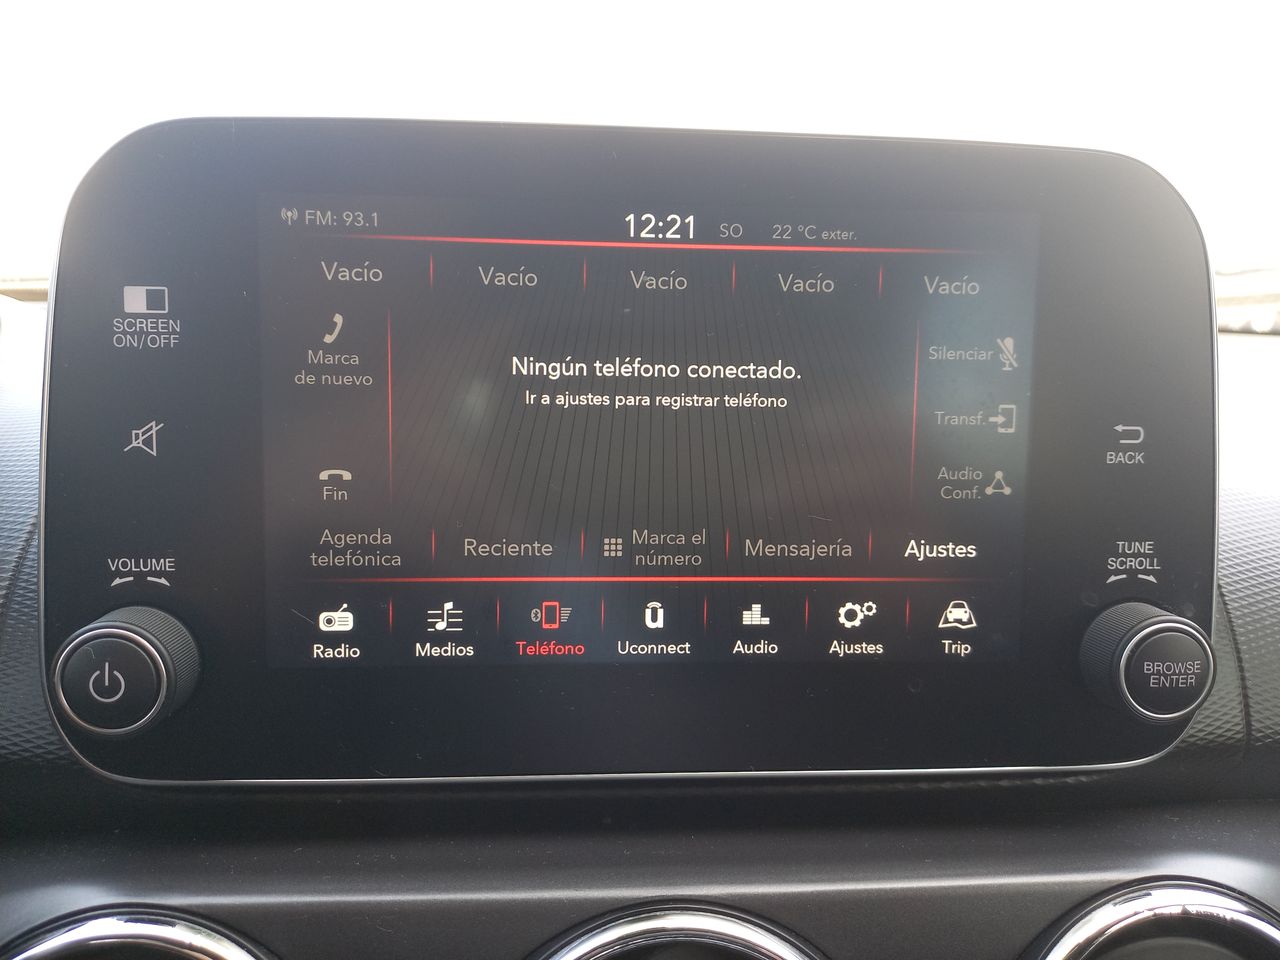 FM: 93.1
12:21
SO
22 °C exter.
Vacío
Vacío
Vacío
Vacío
Vacío
SCREEN
ON/OFF
Marca
de nuevo
Ningún teléfono conectado.
Ir a ajustes para registrar teléfono
Silenciar
Transf.
BACK
Fin
Audio
Conf.
Agenda
telefónica
Reciente
Marca el
número
Mensajería
Ajustes
VOLUME
TUNE
SCROLL
Radio
Medios
Teléfono
Uconnect
Audio
Ajustes
Trip
BROWSE
ENTER